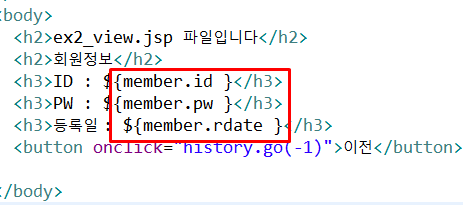 <body>
<h2>ex2_view.jsp 파일입니다</h2>
<h2>회원정보</h2>
<h3>ID : ${member.id }</h3>
<h3>PW : ${member.pw }</h3>
<h3>등록일 : ${member.rdate }</h3>
<button onclick="history.go(-1)">이전</button>
</body>